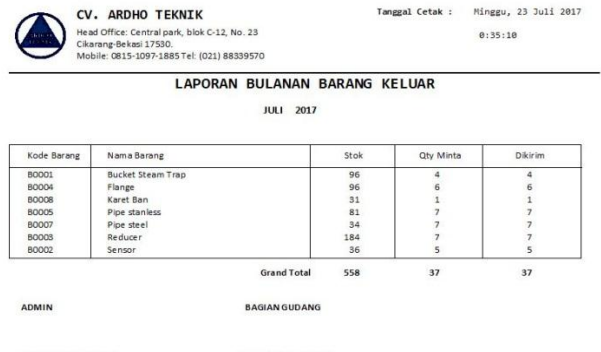 CV. ARDHO TEKNIK
Head Office: Central park, blok C-12, No. 23
Cikarang-Bekasi 17530.
Mobile: 0815-1097-1885 Tel: (021) 88339570
Tanggal Cetak : Minggu, 23 Juli 2017
0:35:10
LAPORAN BULANAN BARANG KELUAR
JULI 2017
Kode Barang Nama Barang Stok Qty Minta Dikirim
B0001 Bucket Steam Trap 96 4 4
B0004 Flange 96 6 6
B0008 Karet Ban 31 1 1
B0005 Pipe stanless 81 7 7
B0007 Pipe steel 34 7 7
B0003 Reducer 184 7 7
B0002 Sensor 36 5 5
Grand Total 558 37 37
ADMIN BAGIAN GUDANG